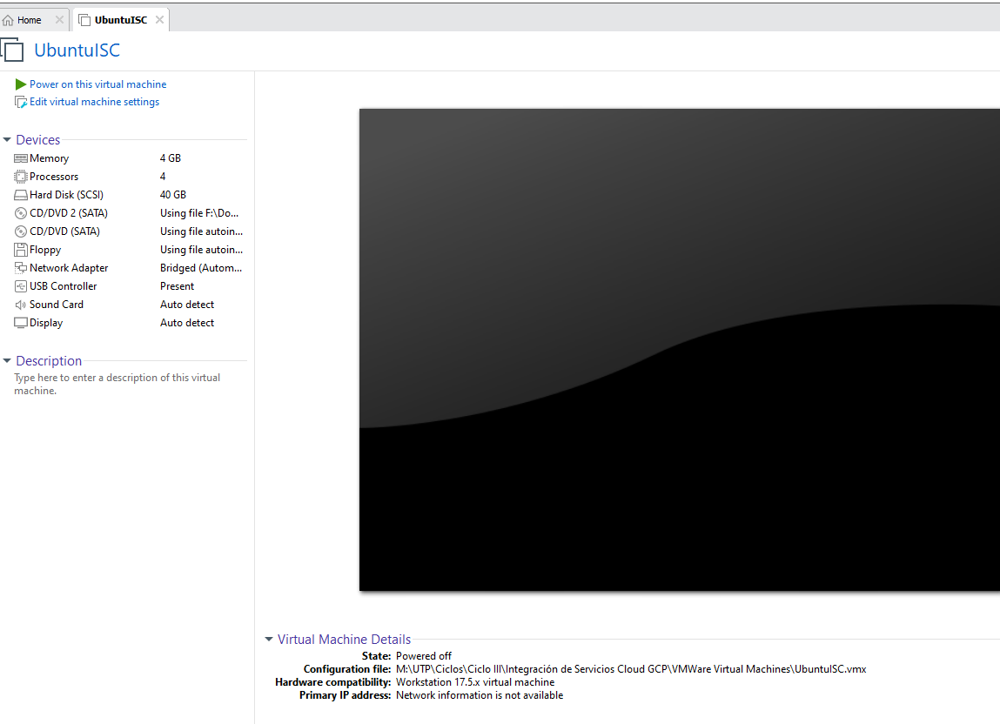 Home
UbuntuISC
UbuntuISC
Power on this virtual machine
Edit virtual machine settings
Devices
Memory 4 GB
Processors 4
Hard Disk (SCSI) 40 GB
CD/DVD 2 (SATA) Using file F:\Do...
CD/DVD (SATA) Using file autoin...
Floppy Using file autoin...
Network Adapter Bridged (Autom...
USB Controller Present
Sound Card Auto detect
Display Auto detect
Description
Type here to enter a description of this virtual
machine.
Virtual Machine Details
State: Powered off
Configuration file: M:\UTP\Ciclos\Ciclo III\Integración de Servicios Cloud GCP\VMWare Virtual Machines\UbuntuISC.vmx
Hardware compatibility: Workstation 17.5.x virtual machine
Primary IP address: Network information is not available